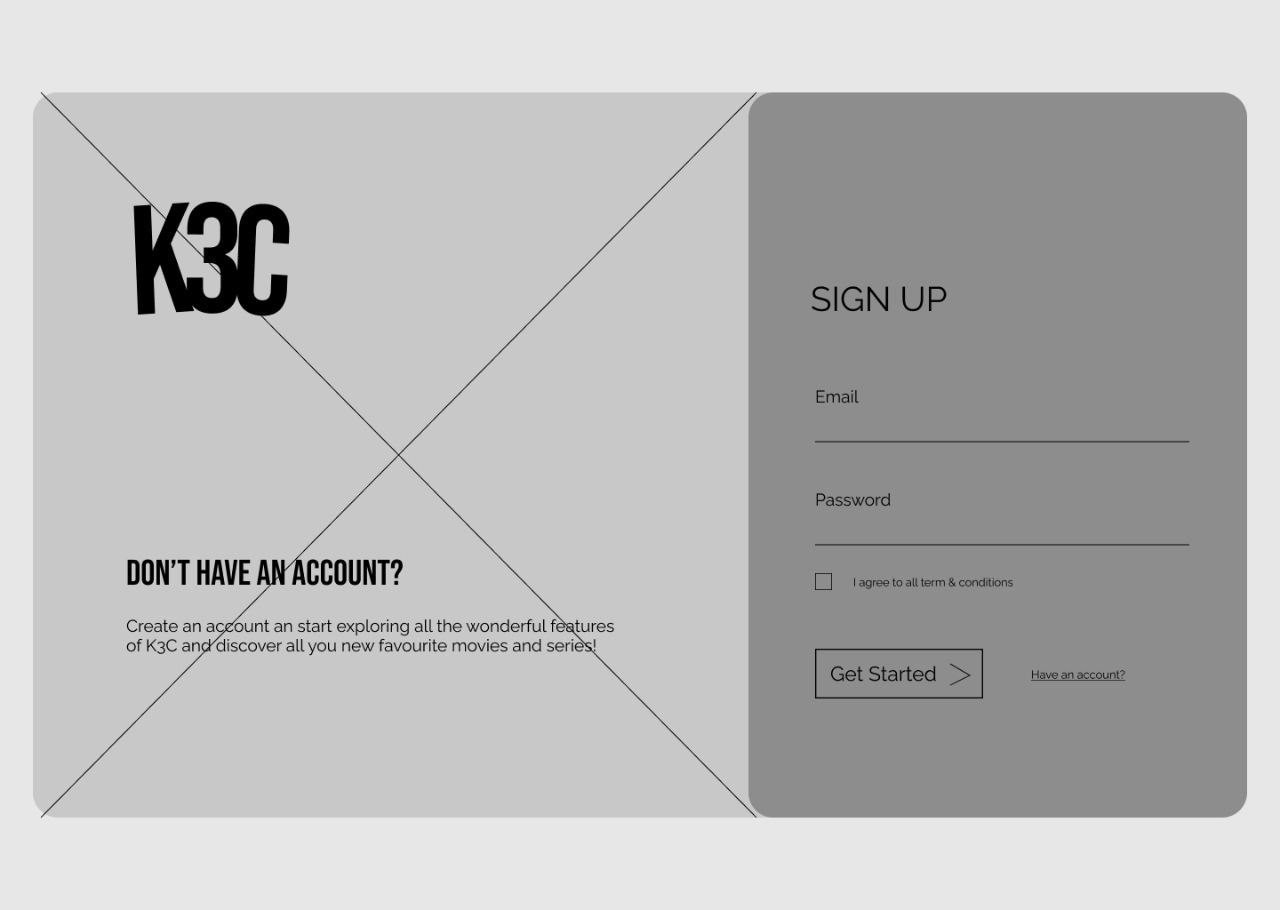 K3C
DON'T HAVE AN ACCOUNT?
Create an account an start exploring all the wonderful features
of K3C and discover all you new favourite movies and series!
SIGN UP
Email
Password
I agree to all term & conditions
Get Started
Have an account?